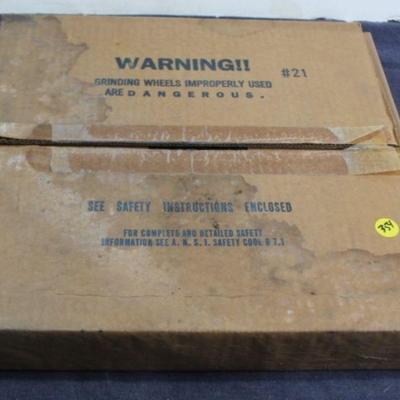 WARNING!!
#21
GRINDING WHEELS IMPROPERLY USED
ARE DANGEROUS.
SEE SAFETY INSTRUCTIONS ENCLOSED
FOR COMPLETE AND DETAILED SAFETY
INFORMATION SEE A. N. S. I. SAFETY CODE B 7.1